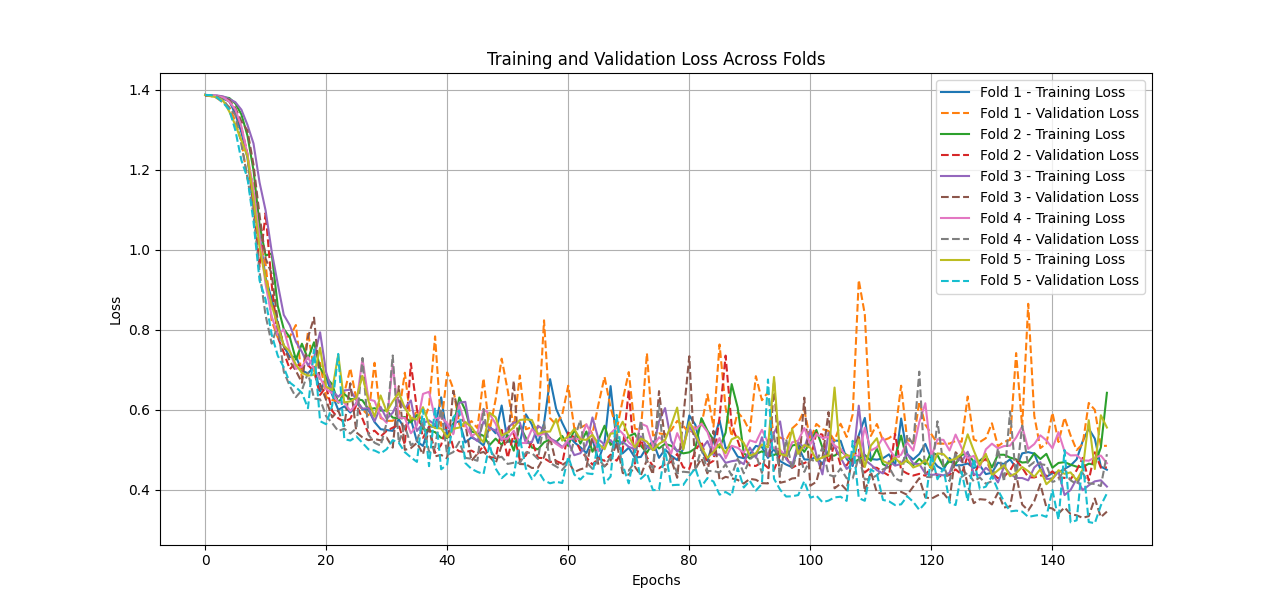 Training and Validation Loss Across Folds
Loss
1.4
1.2
1.0
0.8
0.6
0.4
0
20
40
60
80
100
120
140
Epochs
Fold 1 - Training Loss
Fold 1 - Validation Loss
Fold 2 - Training Loss
Fold 2 - Validation Loss
Fold 3 - Training Loss
Fold 3 - Validation Loss
Fold 4 - Training Loss
Fold 4 - Validation Loss
Fold 5 - Training Loss
Fold 5 - Validation Loss